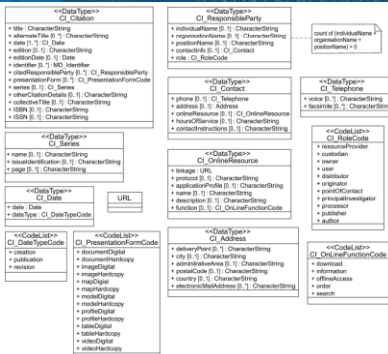 <<DataType>>
CI_Citation
+ title : CharacterString
+ alternateTitle [0..*] : CharacterString
+ date [1..*] : CI_Date
+ edition [0..1] : CharacterString
+ editionDate [0..1] : Date
+ identifier [0..*] : MD_Identifier
+ citedResponsibleParty [0..*] : CI_ResponsibleParty
+ presentationForm [0..*] : CI_PresentationFormCode
+ series [0..1] : CI_Series
+ otherCitationDetails [0..1] : CharacterString
+ collectiveTitle [0..1] : CharacterString
+ ISBN [0..1] : CharacterString
+ ISSN [0..1] : CharacterString
<<DataType>>
CI_Series
+ name [0..1] : CharacterString
+ issueIdentification [0..1] : CharacterString
+ page [0..1] : CharacterString
<<DataType>>
CI_Date
+ date : Date
+ dateType : CI_DateTypeCode
URL
<<CodeList>>
CI_DateTypeCode
+ creation
+ publication
+ revision
<<CodeList>>
CI_PresentationFormCode
+ documentDigital
+ documentHardcopy
+ imageDigital
+ imageHardcopy
+ mapDigital
+ mapHardcopy
+ modelDigital
+ modelHardcopy
+ profileDigital
+ profileHardcopy
+ tableDigital
+ tableHardcopy
+ videoDigital
+ videoHardcopy
<<DataType>>
CI_ResponsibleParty
+ individualName [0..1] : CharacterString
+ organisationName [0..1] : CharacterString
+ positionName [0..1] : CharacterString
+ contactInfo [0..1] : CI_Contact
+ role : CI_RoleCode
count of (individualName +
organisationName +
positionName) > 0
<<DataType>>
CI_Contact
+ phone [0..1] : CI_Telephone
+ address [0..1] : CI_Address
+ onlineResource [0..1] : CI_OnlineResource
+ hoursOfService [0..1] : CharacterString
+ contactInstructions [0..1] : CharacterString
<<DataType>>
CI_Telephone
+ voice [0..*] : CharacterString
+ facsimile [0..*] : CharacterString
<<DataType>>
CI_OnlineResource
+ linkage : URL
+ protocol [0..1] : CharacterString
+ applicationProfile [0..1] : CharacterString
+ name [0..1] : CharacterString
+ description [0..1] : CharacterString
+ function [0..1] : CI_OnLineFunctionCode
<<CodeList>>
CI_RoleCode
+ resourceProvider
+ custodian
+ owner
+ user
+ distributor
+ originator
+ pointOfContact
+ principalInvestigator
+ processor
+ publisher
+ author
<<DataType>>
CI_Address
+ deliveryPoint [0..*] : CharacterString
+ city [0..1] : CharacterString
+ adminitrativeArea [0..1] : CharacterString
+ postalCode [0..1] : CharacterString
+ country [0..1] : CharacterString
+ electronicMailAddress [0..*] : CharacterString
<<CodeList>>
CI_OnLineFunctionCode
+ download
+ information
+ offlineAccess
+ order
+ search